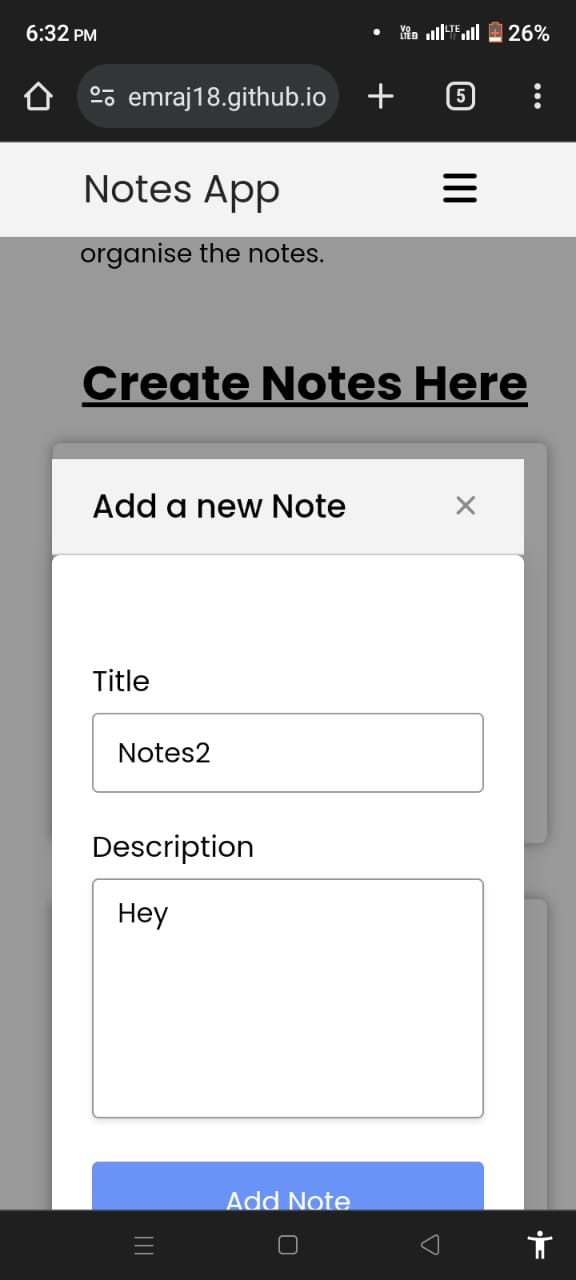 6:32 PM
Vo LTE LTE 26%
emraj18.github.io
5
Notes App
organise the notes.
Create Notes Here
Add a new Note
Title
Notes2
Description
Hey
Add Note